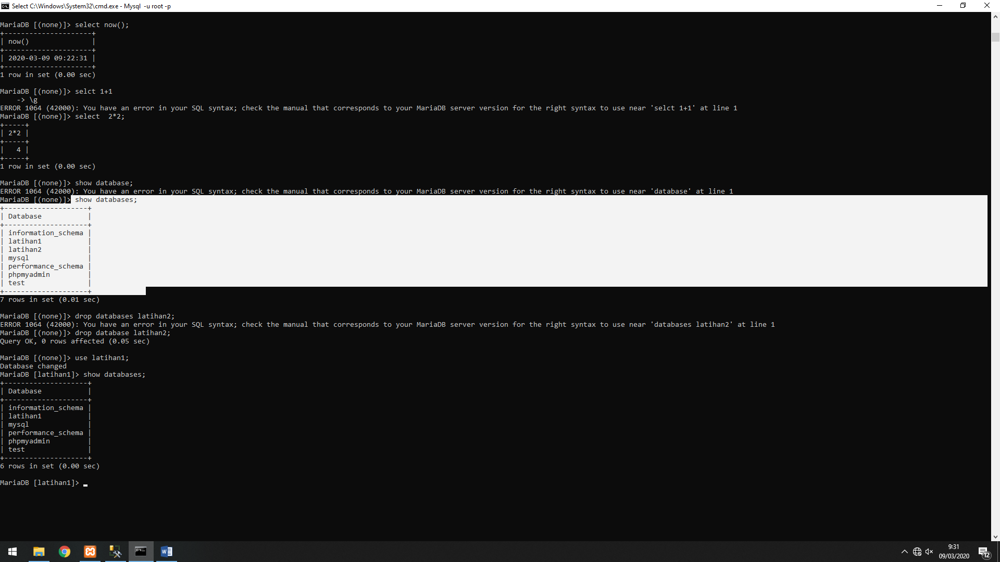 Select C:\Windows\System32\cmd.exe - Mysql  -u root -p
MariaDB [(none)]> select now();
+---------------------+
| now()               |
+---------------------+
| 2020-03-09 09:22:31 |
+---------------------+
1 row in set (0.00 sec)
MariaDB [(none)]> selct 1+1
    -> \g
ERROR 1064 (42000): You have an error in your SQL syntax; check the manual that corresponds to your MariaDB server version for the right syntax to use near 'selct 1+1' at line 1
MariaDB [(none)]> select  2*2;
+-----+
| 2*2 |
+-----+
|   4 |
+-----+
1 row in set (0.00 sec)
MariaDB [(none)]> show database;
ERROR 1064 (42000): You have an error in your SQL syntax; check the manual that corresponds to your MariaDB server version for the right syntax to use near 'database' at line 1
MariaDB [(none)]> show databases;
+--------------------+
| Database           |
+--------------------+
| information_schema |
| latihan1           |
| latihan2           |
| mysql              |
| performance_schema |
| phpmyadmin         |
| test               |
+--------------------+
7 rows in set (0.01 sec)
MariaDB [(none)]> drop databases latihan2;
ERROR 1064 (42000): You have an error in your SQL syntax; check the manual that corresponds to your MariaDB server version for the right syntax to use near 'databases latihan2' at line 1
MariaDB [(none)]> drop database latihan2;
Query OK, 0 rows affected (0.05 sec)
MariaDB [(none)]> use latihan1;
Database changed
MariaDB [latihan1]> show databases;
+--------------------+
| Database           |
+--------------------+
| information_schema |
| latihan1           |
| mysql              |
| performance_schema |
| phpmyadmin         |
| test               |
+--------------------+
6 rows in set (0.00 sec)
MariaDB [latihan1]> _
9:31
09/03/2020
12